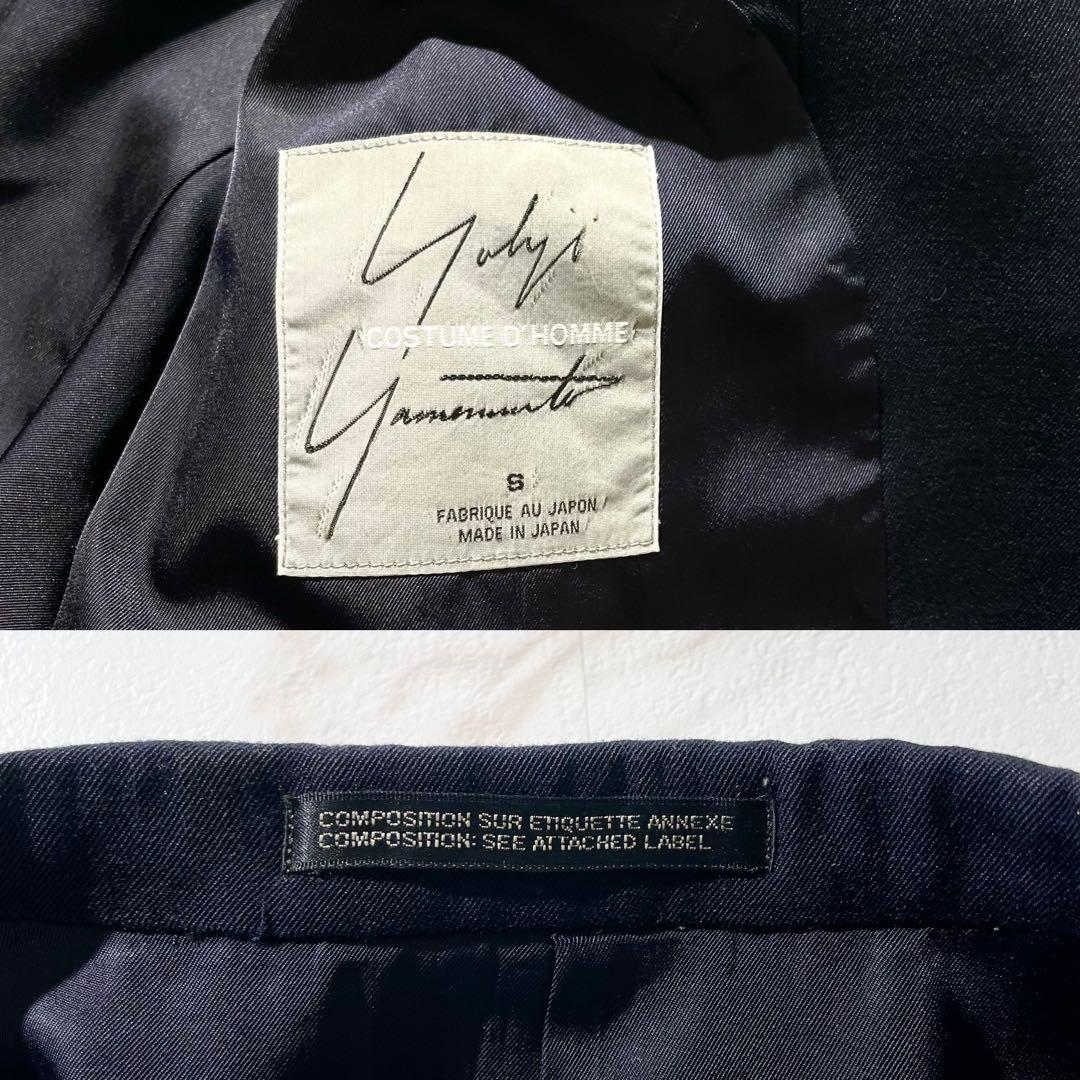 Yohji
COSTUME D'HOMME
Yamamoto
S
FABRIQUE AU JAPON /
MADE IN JAPAN /
COMPOSITION SUR ETIQUETTE ANNEXE
COMPOSITION: SEE ATTACHED LABEL